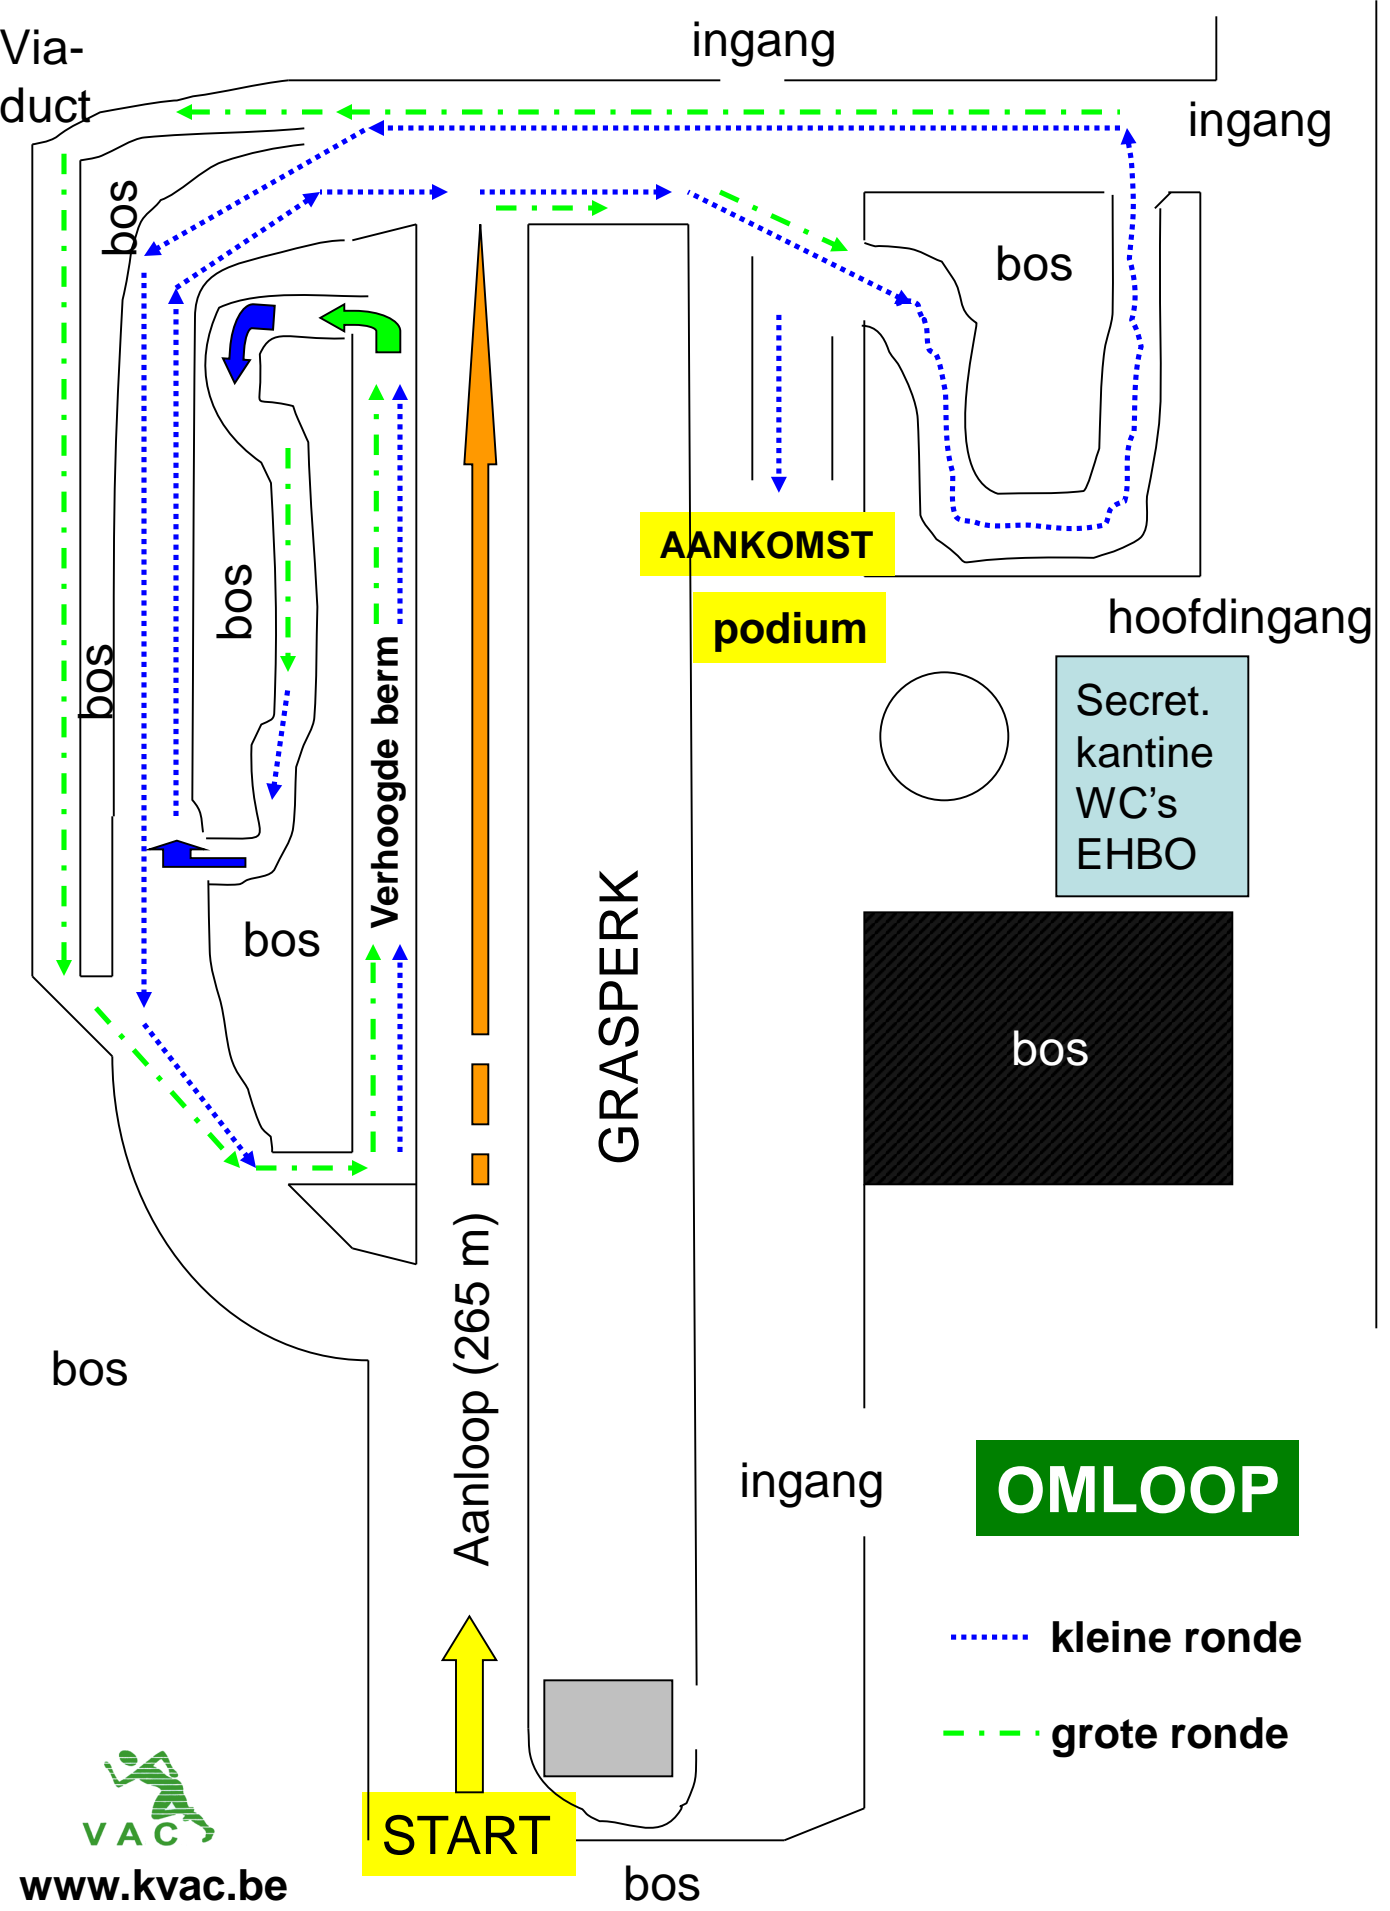 Via-
duct
ingang
ingang
bos
bos
bos
AANKOMST
podium
hoofdingang
bos
bos
Verhoogde berm
Secret.
kantine
WC's
EHBO
bos
GRASPERK
bos
Aanloop (265 m)
bos
ingang
OMLOOP
kleine ronde
grote ronde
VAC
START
www.kvac.be
bos